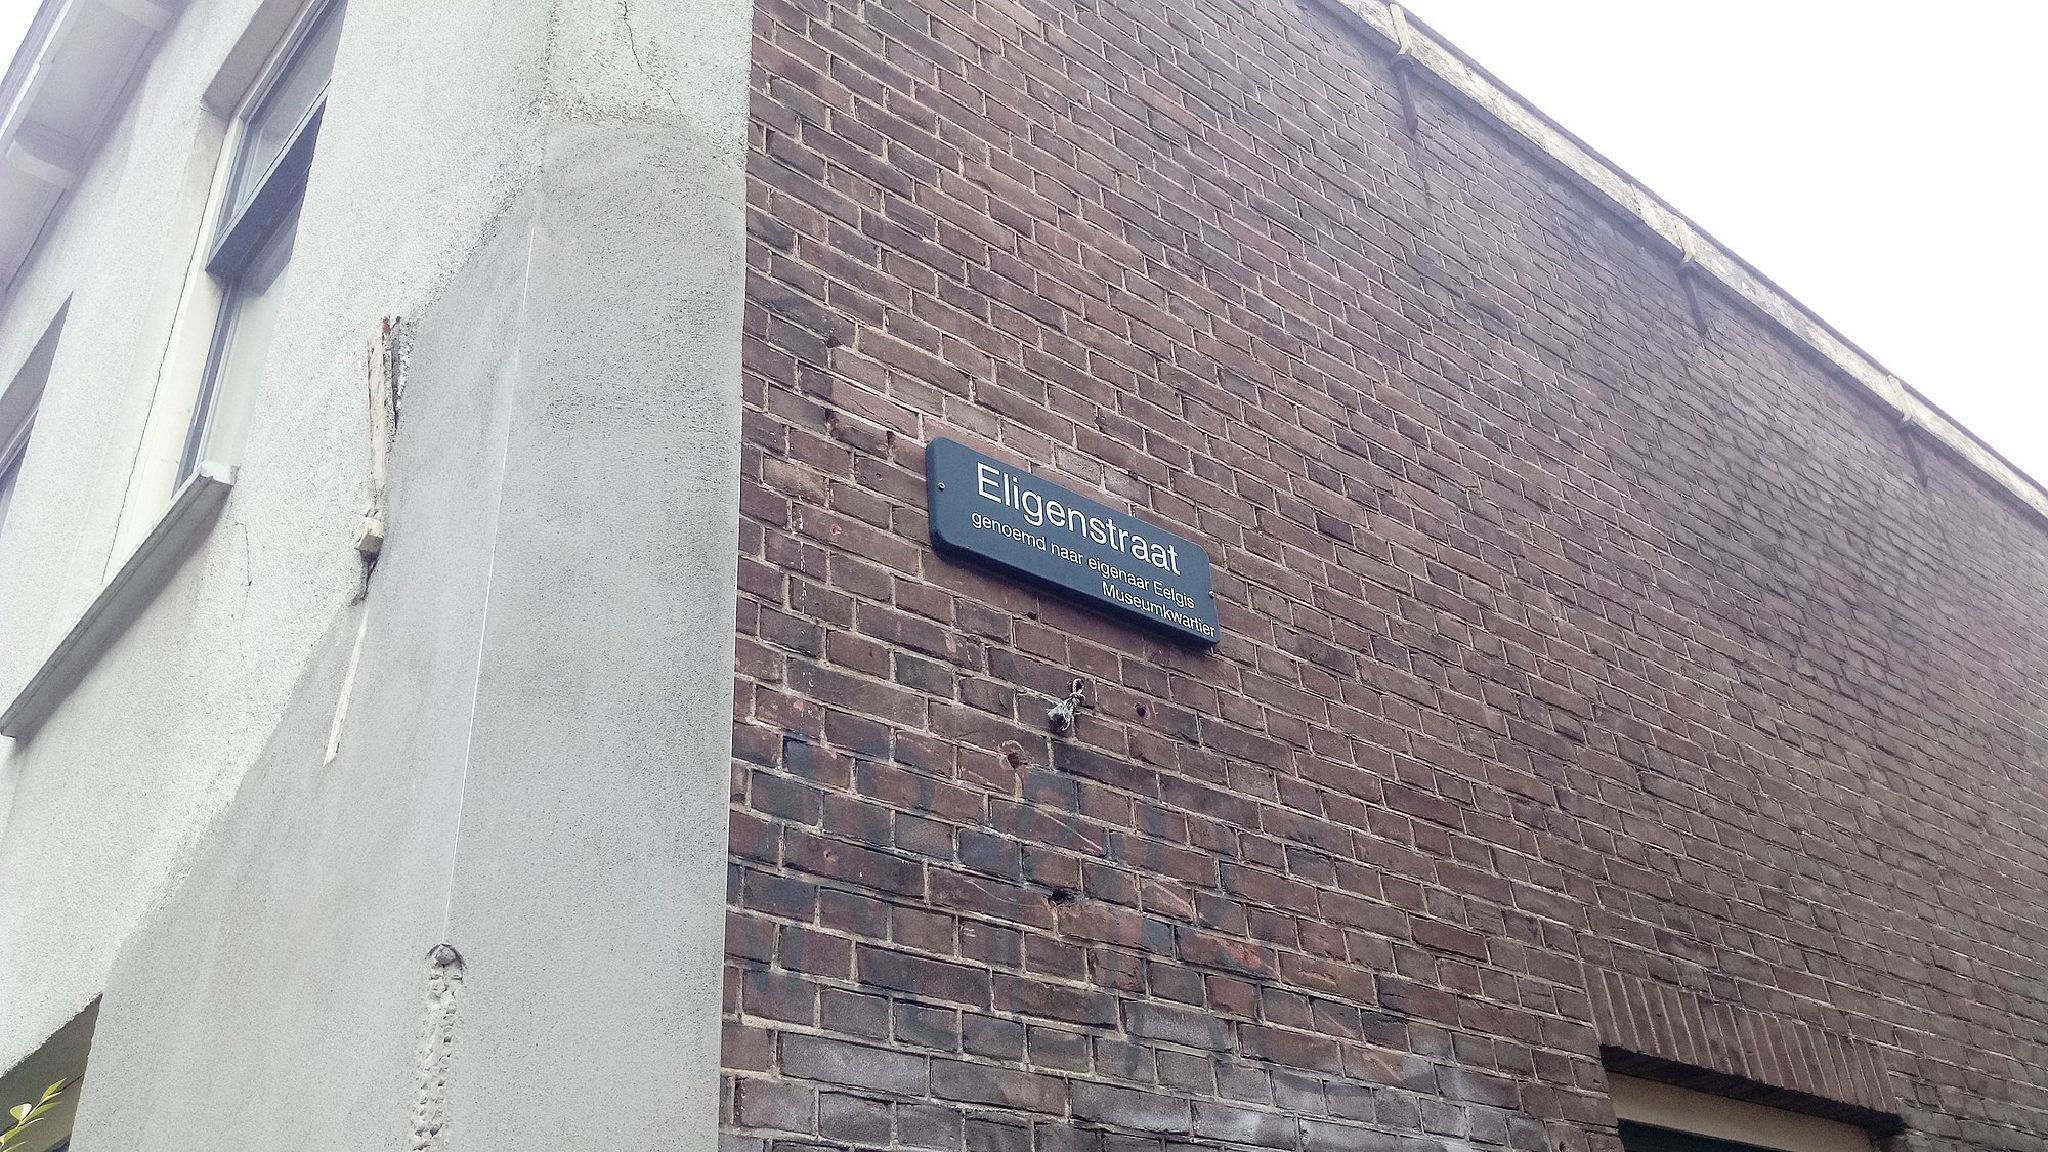 Eligenstraat
genoemd naar eigenaar Eelgis
Museumkwartier